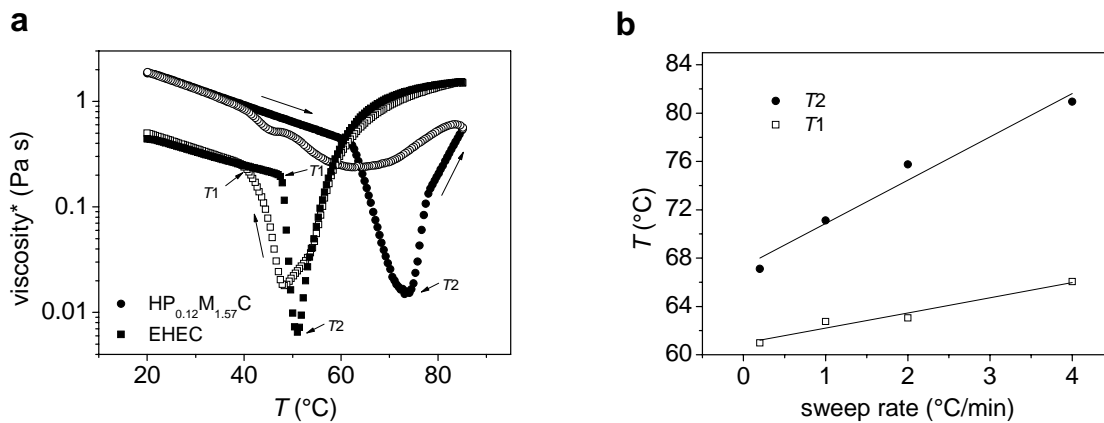 a
viscosity* (Pa s)
1
0.1
0.01
T1
T1
T2
T2
HP0.12M1.57C
EHEC
20
40
60
80
T (°C)
b
T (°C)
84
80
76
72
68
64
60
T2
T1
0
1
2
3
4
sweep rate (°C/min)